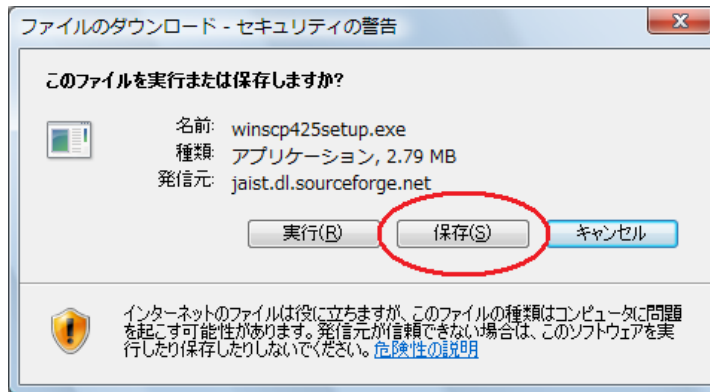 ファイルのダウンロード - セキュリティの警告
このファイルを実行または保存しますか?
名前: winscp425setup.exe
種類: アプリケーション, 2.79 MB
発信元: jaist.dl.sourceforge.net
実行(R) 保存(S) キャンセル
インターネットのファイルは役に立ちますが、このファイルの種類はコンピュータに問題
を起こす可能性があります。発信元が信頼できない場合は、このソフトウェアを実
行したり保存したりしないでください。危険性の説明